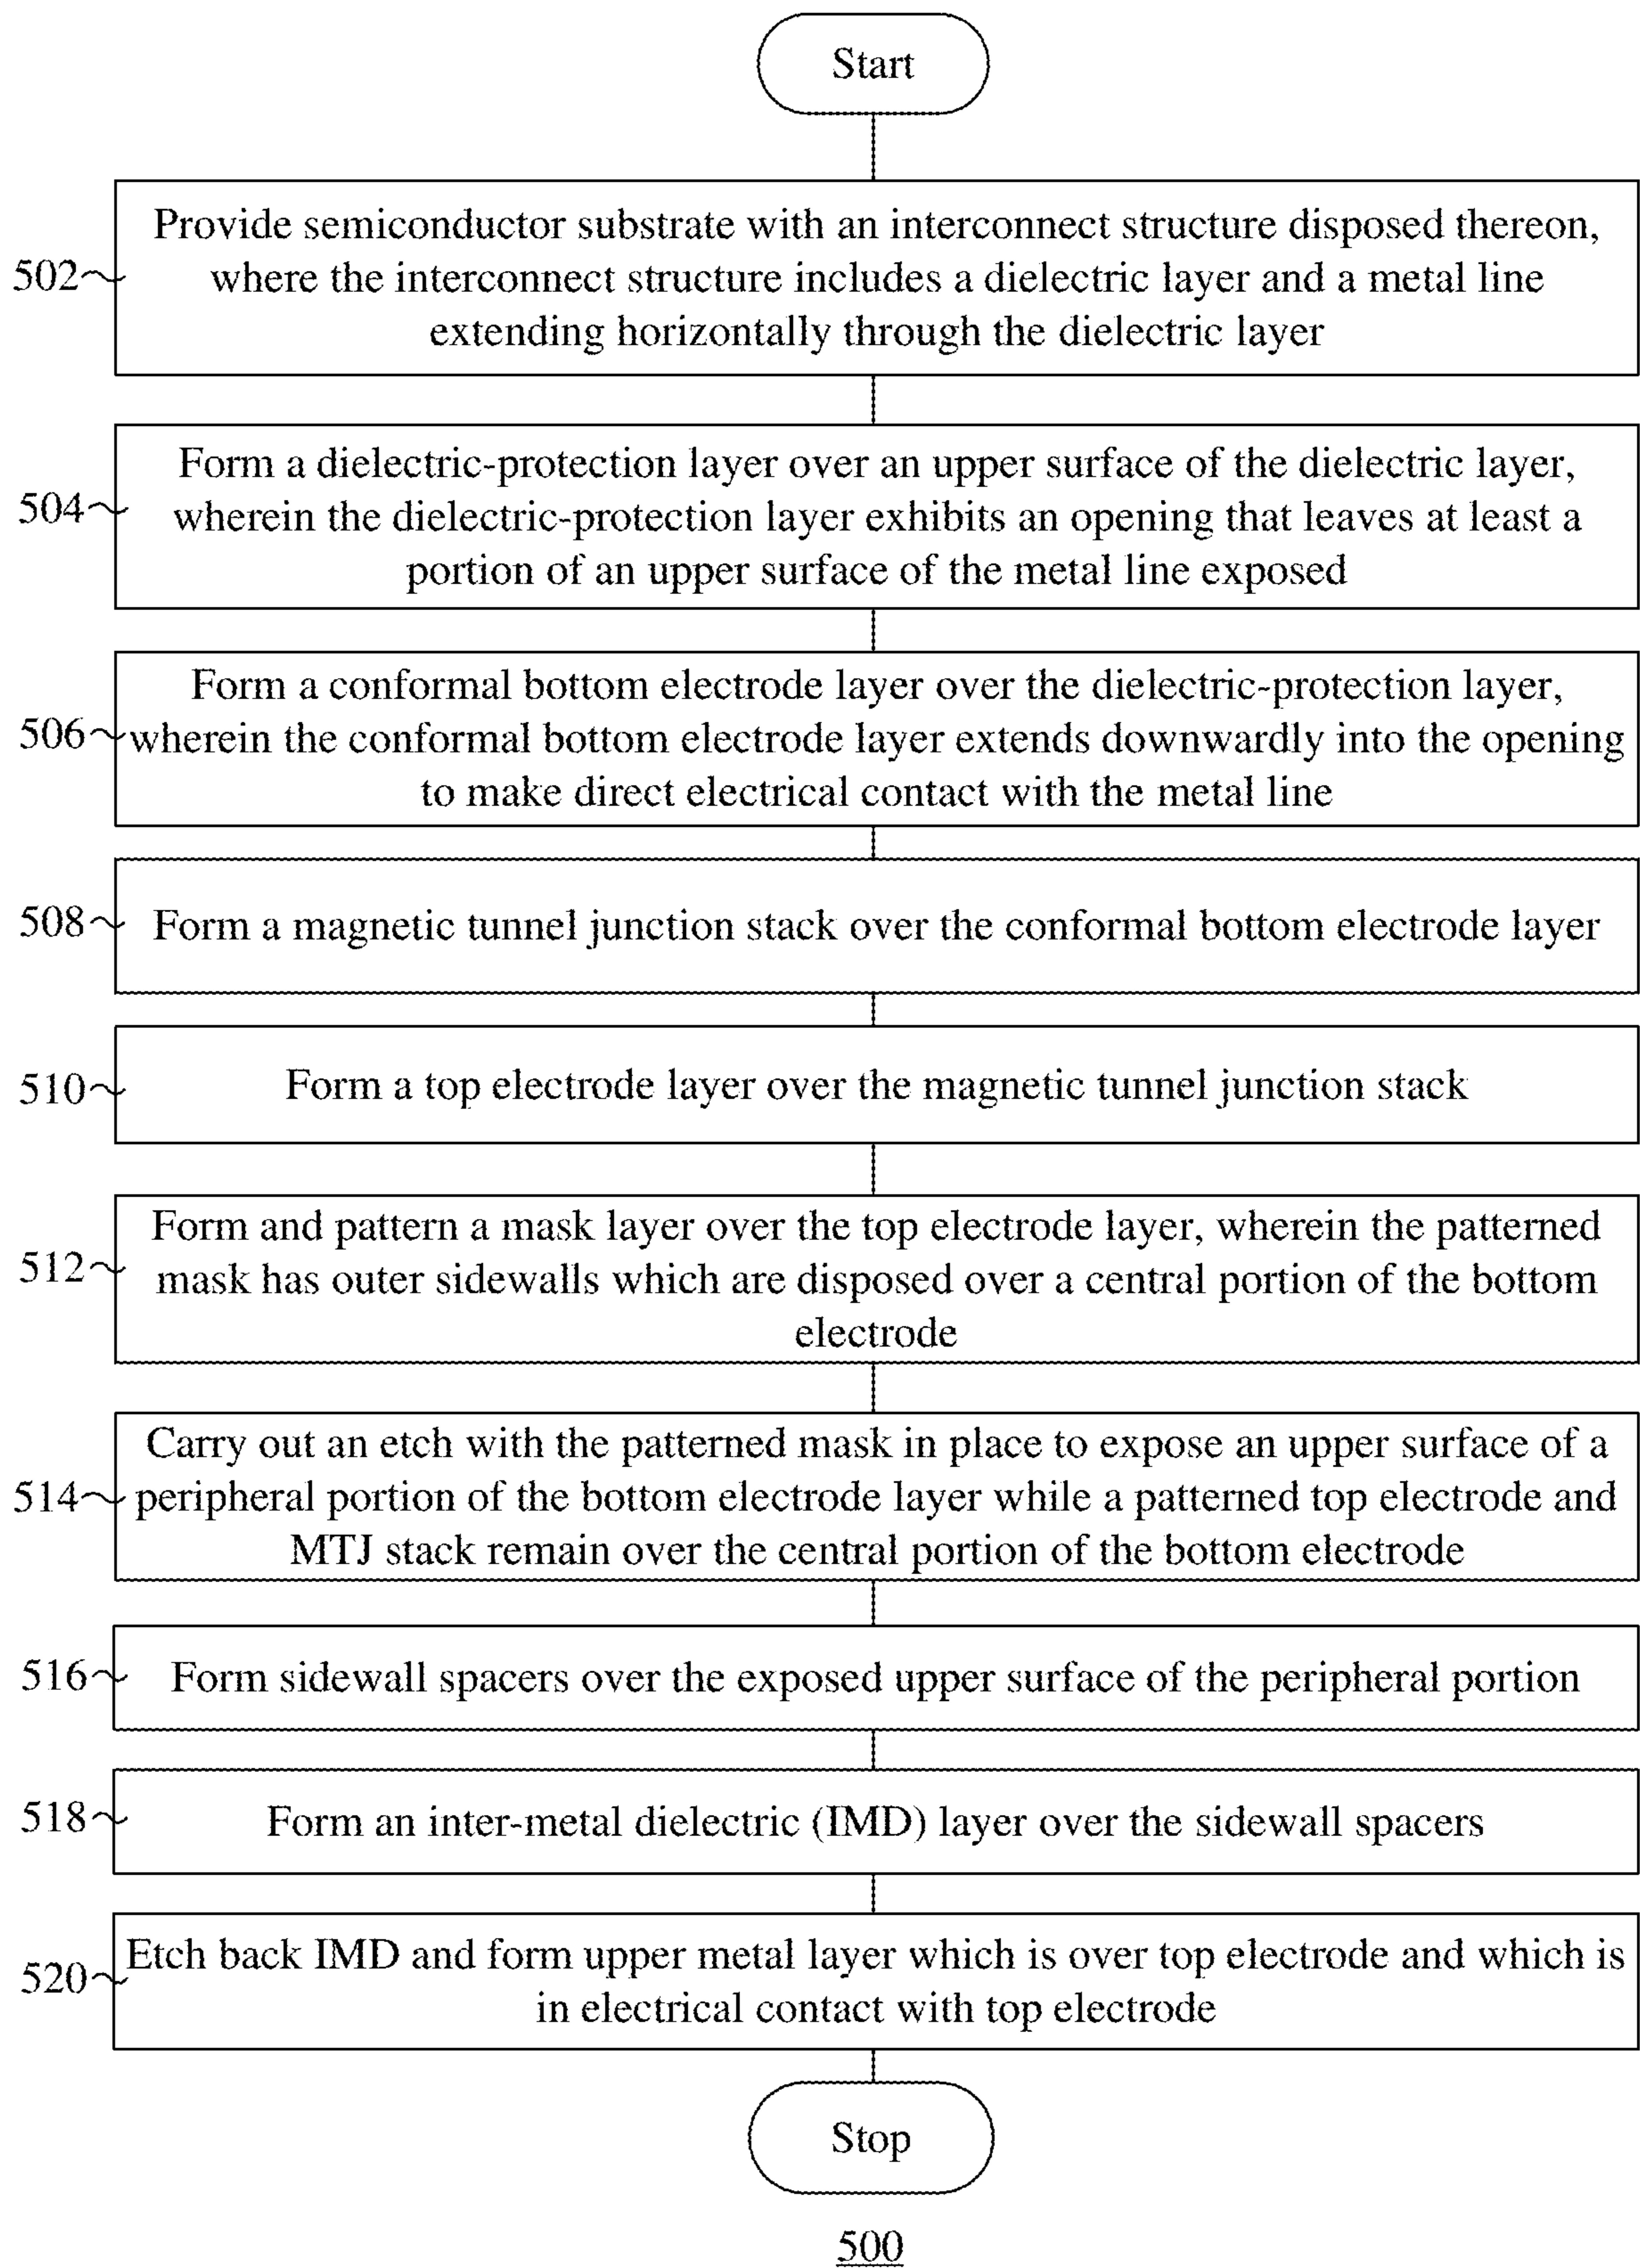 Start
502
Provide semiconductor substrate with an interconnect structure disposed thereon,
where the interconnect structure includes a dielectric layer and a metal line
extending horizontally through the dielectric layer
504
Form a dielectric-protection layer over an upper surface of the dielectric layer,
wherein the dielectric-protection layer exhibits an opening that leaves at least a
portion of an upper surface of the metal line exposed
506
Form a conformal bottom electrode layer over the dielectric-protection layer,
wherein the conformal bottom electrode layer extends downwardly into the opening
to make direct electrical contact with the metal line
508
Form a magnetic tunnel junction stack over the conformal bottom electrode layer
510
Form a top electrode layer over the magnetic tunnel junction stack
512
Form and pattern a mask layer over the top electrode layer, wherein the patterned
mask has outer sidewalls which are disposed over a central portion of the bottom
electrode
514
Carry out an etch with the patterned mask in place to expose an upper surface of a
peripheral portion of the bottom electrode layer while a patterned top electrode and
MTJ stack remain over the central portion of the bottom electrode
516
Form sidewall spacers over the exposed upper surface of the peripheral portion
518
Form an inter-metal dielectric (IMD) layer over the sidewall spacers
520
Etch back IMD and form upper metal layer which is over top electrode and which is
in electrical contact with top electrode
Stop
500